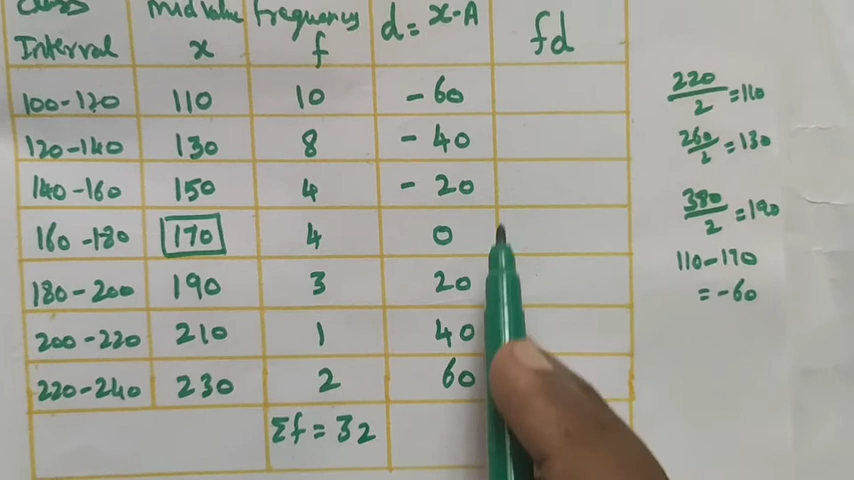 Class Mid value frequency d = x-A fd
Interval x f
100-120 110 10 -60
120-140 130 8 -40
140-160 150 4 -20
160-180 170 4 0
180-200 190 3 20
200-220 210 1 40
220-240 230 2 60
Σf = 32
220/2 = 110
260/2 = 130
380/2 = 190
110-170
= -60